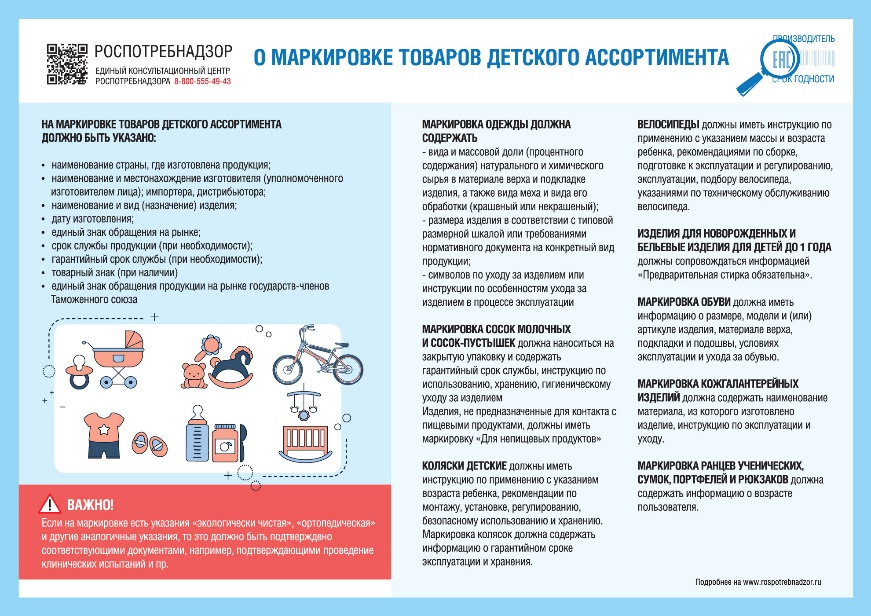 РОСПОТРЕБНАДЗОР
ЕДИНЫЙ КОНСУЛЬТАЦИОННЫЙ ЦЕНТР
РОСПОТРЕБНАДЗОРА 8-800-555-49-43
О МАРКИРОВКЕ ТОВАРОВ ДЕТСКОГО АССОРТИМЕНТА
ПРОИЗВОДИТЕЛЬ
ЕАС
СРОК ГОДНОСТИ
НА МАРКИРОВКЕ ТОВАРОВ ДЕТСКОГО АССОРТИМЕНТА
ДОЛЖНО БЫТЬ УКАЗАНО:
• наименование страны, где изготовлена продукция;
• наименование и местонахождение изготовителя (уполномоченного
изготовителем лица); импортера, дистрибьютора;
• наименование и вид (назначение) изделия;
• дату изготовления;
• единый знак обращения на рынке;
• срок службы продукции (при необходимости);
• гарантийный срок службы (при необходимости);
• товарный знак (при наличии)
• единый знак обращения продукции на рынке государств-членов
Таможенного союза
ВАЖНО!
Если на маркировке есть указания «экологически чистая», «ортопедическая»
и другие аналогичные указания, то это должно быть подтверждено
соответствующими документами, например, подтверждающими проведение
клинических испытаний и пр.
МАРКИРОВКА ОДЕЖДЫ ДОЛЖНА
СОДЕРЖАТЬ
- вида и массовой доли (процентного
содержания) натурального и химического
сырья в материале верха и подкладке
изделия, а также вида меха и вида его
обработки (крашеный или некрашеный);
- размера изделия в соответствии с типовой
размерной шкалой или требованиями
нормативного документа на конкретный вид
продукции;
- символов по уходу за изделием или
инструкции по особенностям ухода за
изделием в процессе эксплуатации
МАРКИРОВКА СОСОК МОЛОЧНЫХ
И СОСОК-ПУСТЫШЕК должна наноситься на
закрытую упаковку и содержать
гарантийный срок службы, инструкцию по
использованию, хранению, гигиеническому
уходу за изделием
Изделия, не предназначенные для контакта с
пищевыми продуктами, должны иметь
маркировку «Для непищевых продуктов»
КОЛЯСКИ ДЕТСКИЕ должны иметь
инструкцию по применению с указанием
возраста ребенка, рекомендации по
монтажу, установке, регулированию,
безопасному использованию и хранению.
Маркировка колясок должна содержать
информацию о гарантийном сроке
эксплуатации и хранения.
ВЕЛОСИПЕДЫ должны иметь инструкцию по
применению с указанием массы и возраста
ребенка, рекомендациями по сборке,
подготовке к эксплуатации и регулированию,
эксплуатации, подбору велосипеда,
указаниями по техническому обслуживанию
велосипеда.
ИЗДЕЛИЯ ДЛЯ НОВОРОЖДЕННЫХ И
БЕЛЬЕВЫЕ ИЗДЕЛИЯ ДЛЯ ДЕТЕЙ ДО 1 ГОДА
должны сопровождаться информацией
«Предварительная стирка обязательна».
МАРКИРОВКА ОБУВИ должна иметь
информацию о размере, модели и (или)
артикуле изделия, материале верха,
подкладки и подошвы, условиях
эксплуатации и ухода за обувью.
МАРКИРОВКА КОЖГАЛАНТЕРЕЙНЫХ
ИЗДЕЛИЙ должна содержать наименование
материала, из которого изготовлено
изделие, инструкцию по эксплуатации и
уходу.
МАРКИРОВКА РАНЦЕВ УЧЕНИЧЕСКИХ,
СУМОК, ПОРТФЕЛЕЙ И РЮКЗАКОВ должна
содержать информацию о возрасте
пользователя.
Подробнее на www.rospotrebnadzor.ru